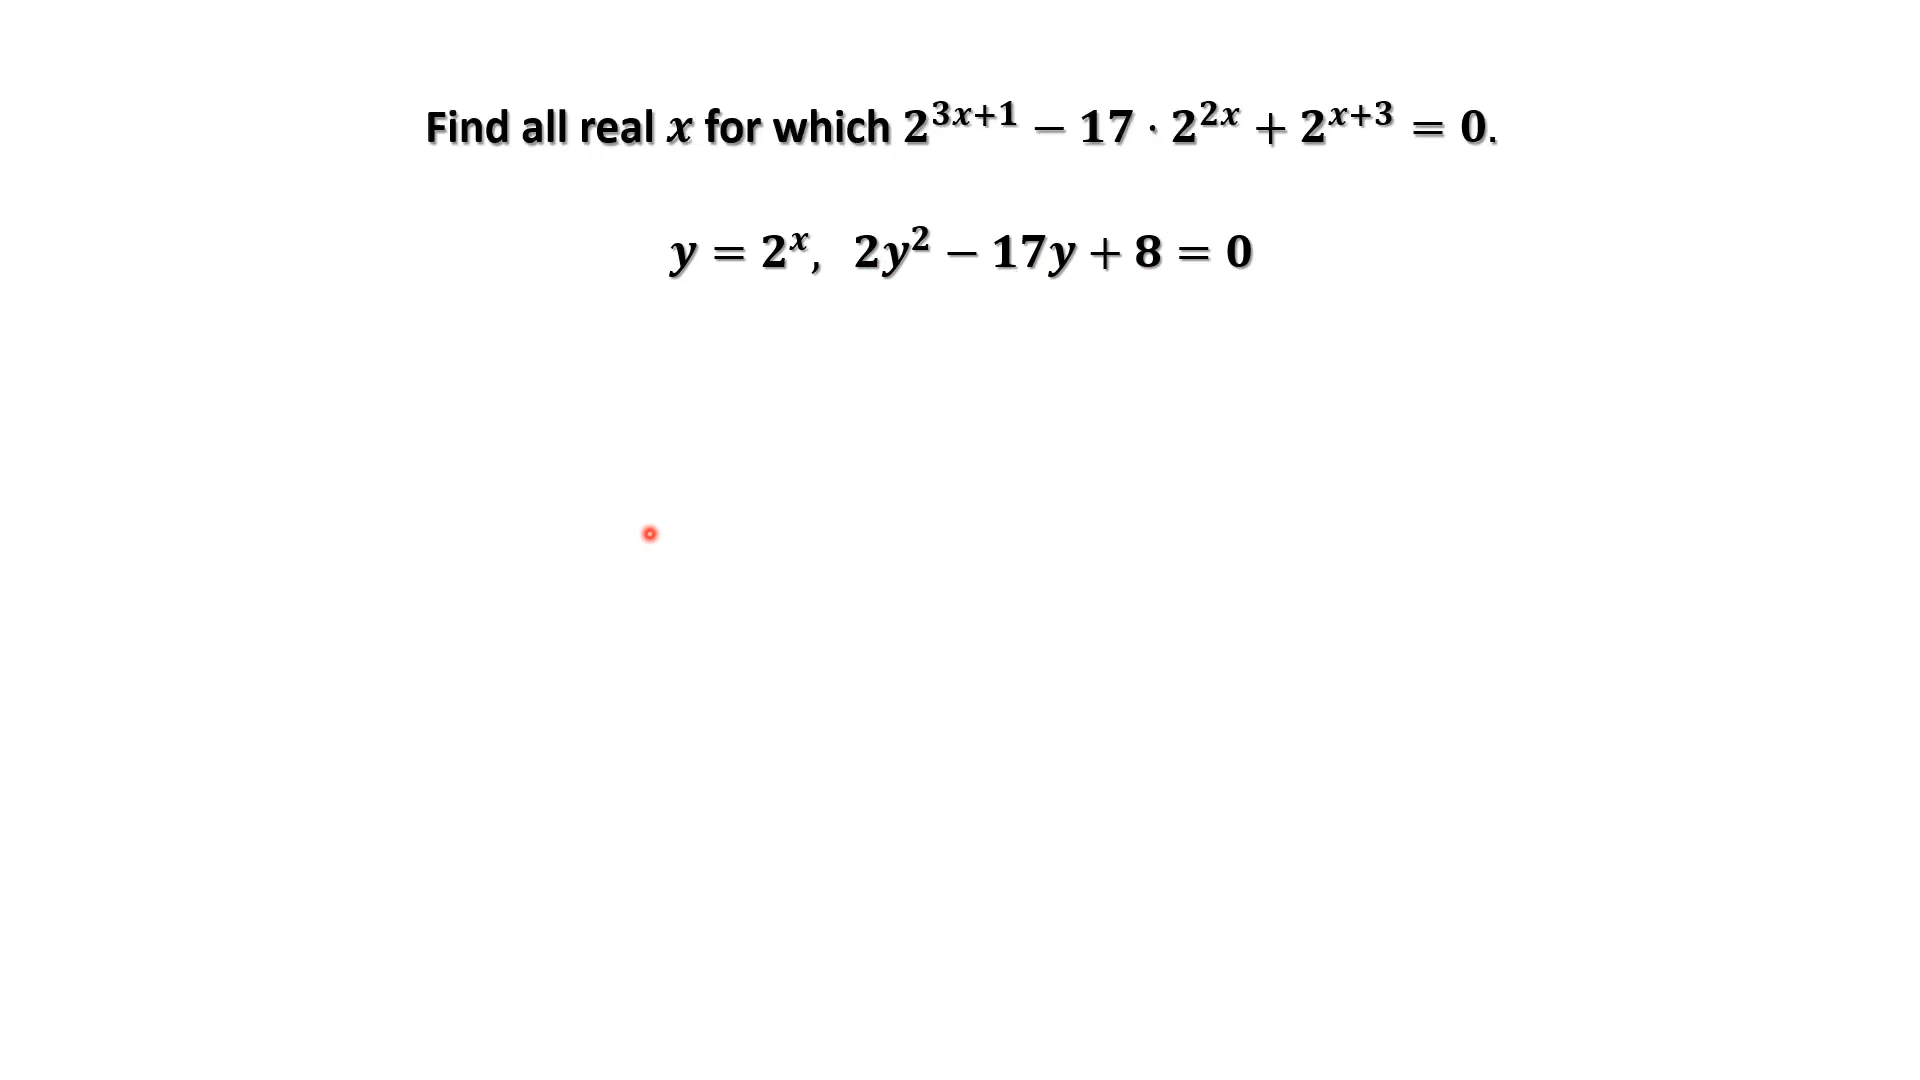 Find all real x for which 2^{3x+1} − 17 · 2^{2x} + 2^{x+3} = 0.
y = 2^x, 2y^2 − 17y + 8 = 0